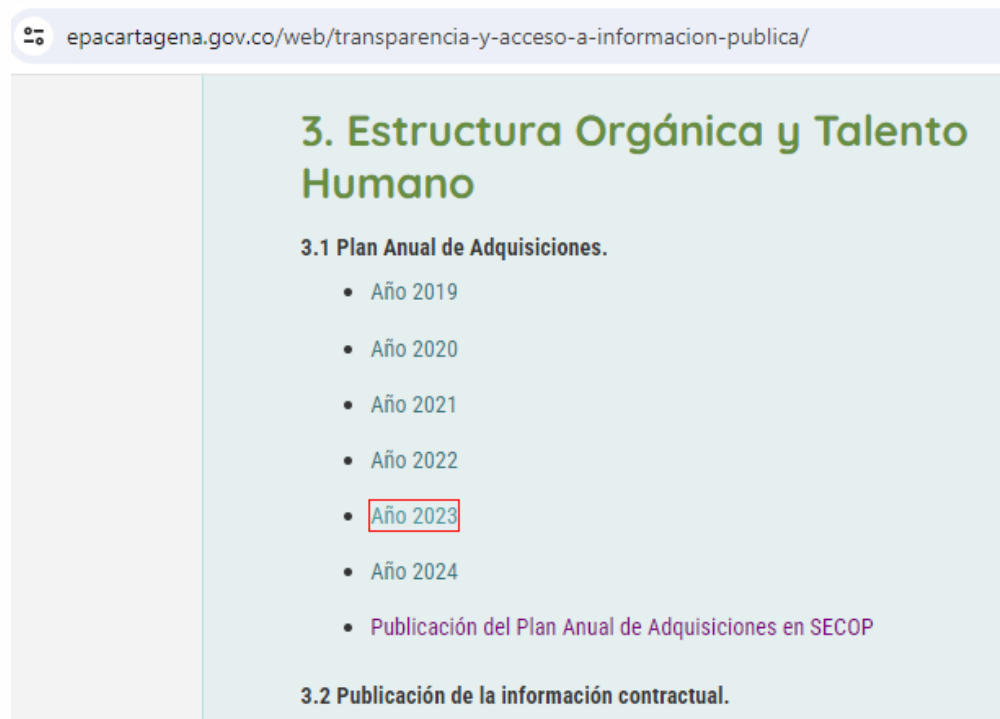 epacartagena.gov.co/web/transparencia-y-acceso-a-informacion-publica/
3. Estructura Orgánica y Talento
Humano
3.1 Plan Anual de Adquisiciones.
Año 2019
Año 2020
Año 2021
Año 2022
Año 2023
Año 2024
Publicación del Plan Anual de Adquisiciones en SECOP
3.2 Publicación de la información contractual.